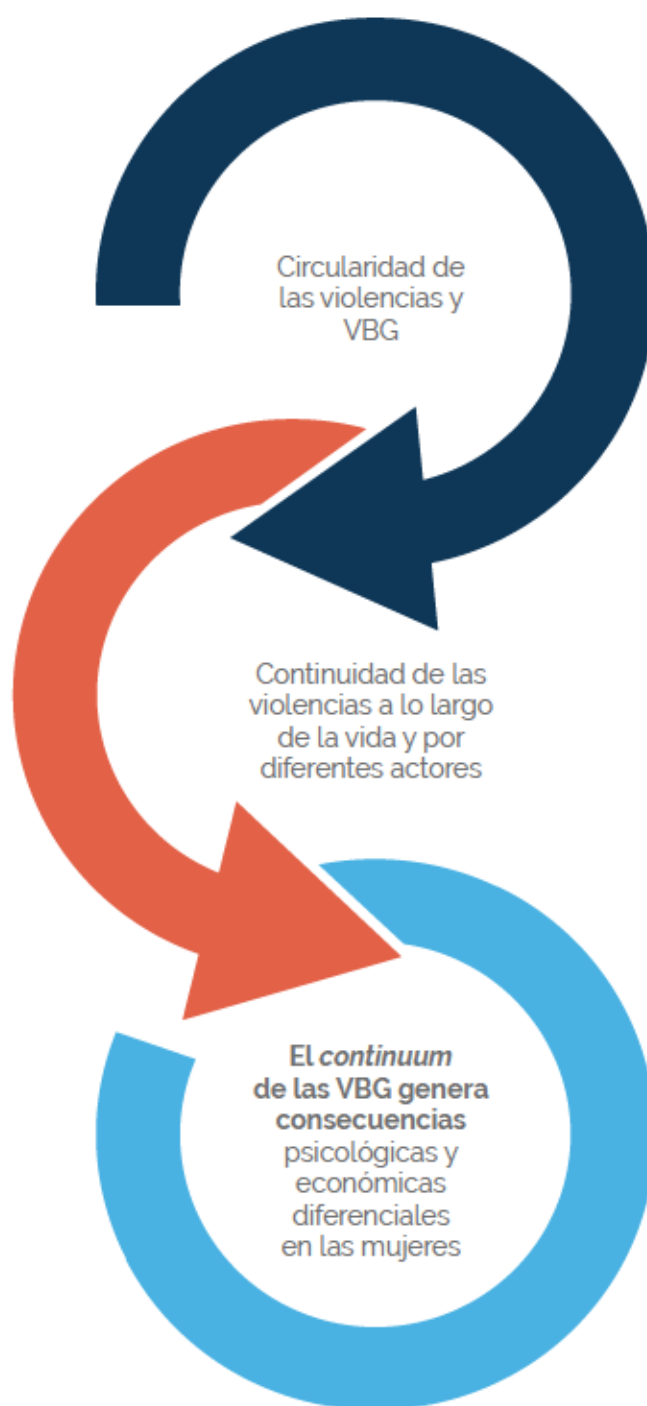 Circularidad de
las violencias y
VBG
Continuidad de las
violencias a lo largo
de la vida y por
diferentes actores
El continuum
de las VBG genera
consecuencias
psicológicas y
económicas
diferenciales
en las mujeres